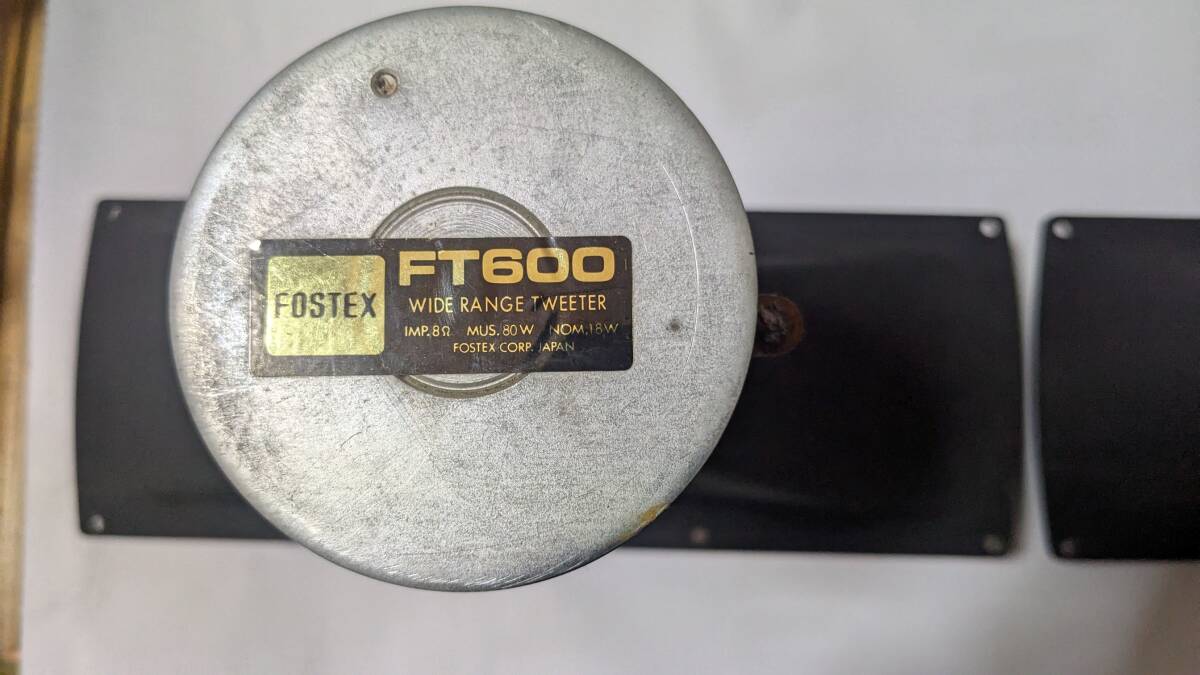 FOSTEX
FT600
WIDE RANGE TWEETER
IMP. 8Ω MUS. 80W NOM. 18W
FOSTEX CORP. JAPAN